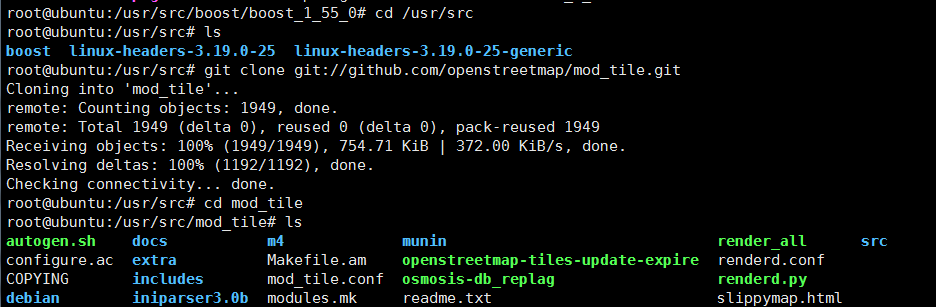 root@ubuntu:/usr/src/boost/boost_1_55_0# cd /usr/src
root@ubuntu:/usr/src# ls
boost  linux-headers-3.19.0-25  linux-headers-3.19.0-25-generic
root@ubuntu:/usr/src# git clone git://github.com/openstreetmap/mod_tile.git
Cloning into 'mod_tile'...
remote: Counting objects: 1949, done.
remote: Total 1949 (delta 0), reused 0 (delta 0), pack-reused 1949
Receiving objects: 100% (1949/1949), 754.71 KiB | 372.00 KiB/s, done.
Resolving deltas: 100% (1192/1192), done.
Checking connectivity... done.
root@ubuntu:/usr/src# cd mod_tile
root@ubuntu:/usr/src/mod_tile# ls
autogen.sh    docs          m4             munin                            render_all      src
configure.ac  extra         Makefile.am    openstreetmap-tiles-update-expire  renderd.conf
COPYING       includes      mod_tile.conf  osmosis-db_replag                renderd.py
debian        iniparser3.0b  modules.mk     readme.txt                       slippymap.html